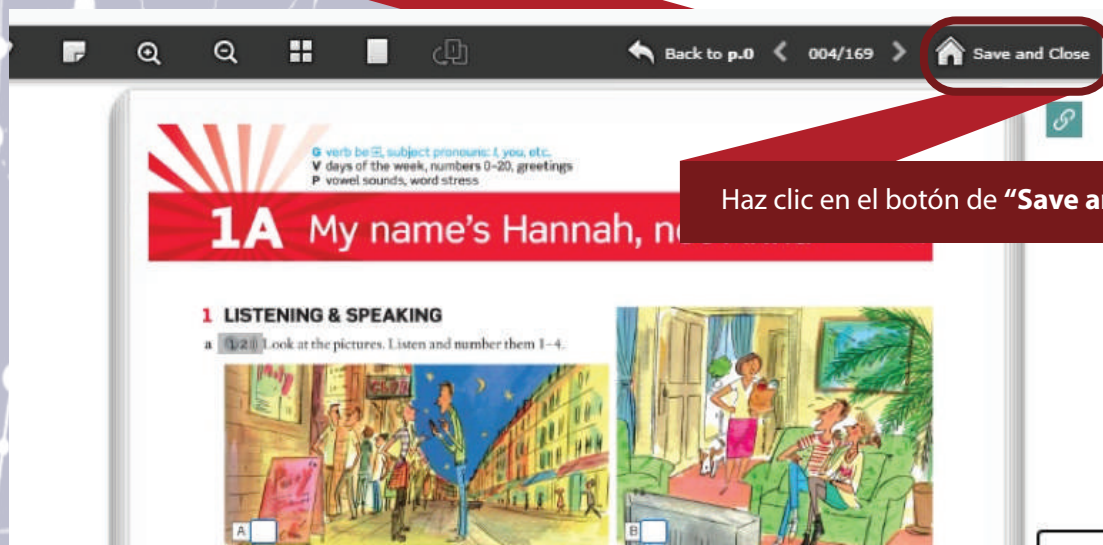 Back to p.0 004/169 Save and Close
G verb be +, subject pronouns: I, you, etc.
V days of the week, numbers 0–20, greetings
P vowel sounds, word stress
Haz clic en el botón de “Save
1A My name's Hannah,
1 LISTENING & SPEAKING
a 1 2 Look at the pictures. Listen and number them 1–4.
CLUB
A
B